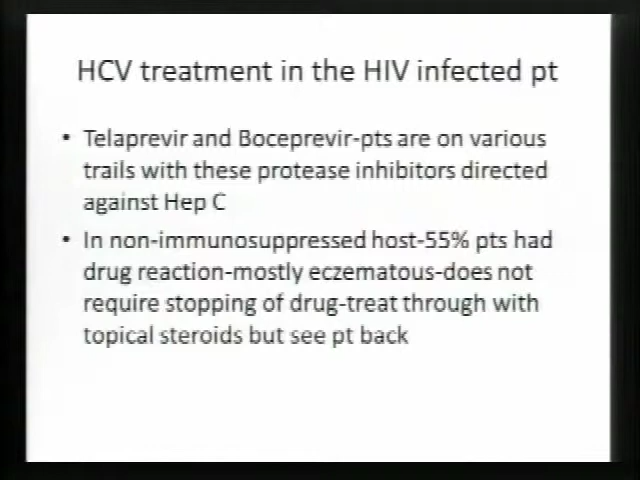 HCV treatment in the HIV infected pt
• Telaprevir and Boceprevir-pts are on various
trails with these protease inhibitors directed
against Hep C
• In non-immunosuppressed host-55% pts had
drug reaction-mostly eczematous-does not
require stopping of drug-treat through with
topical steroids but see pt back